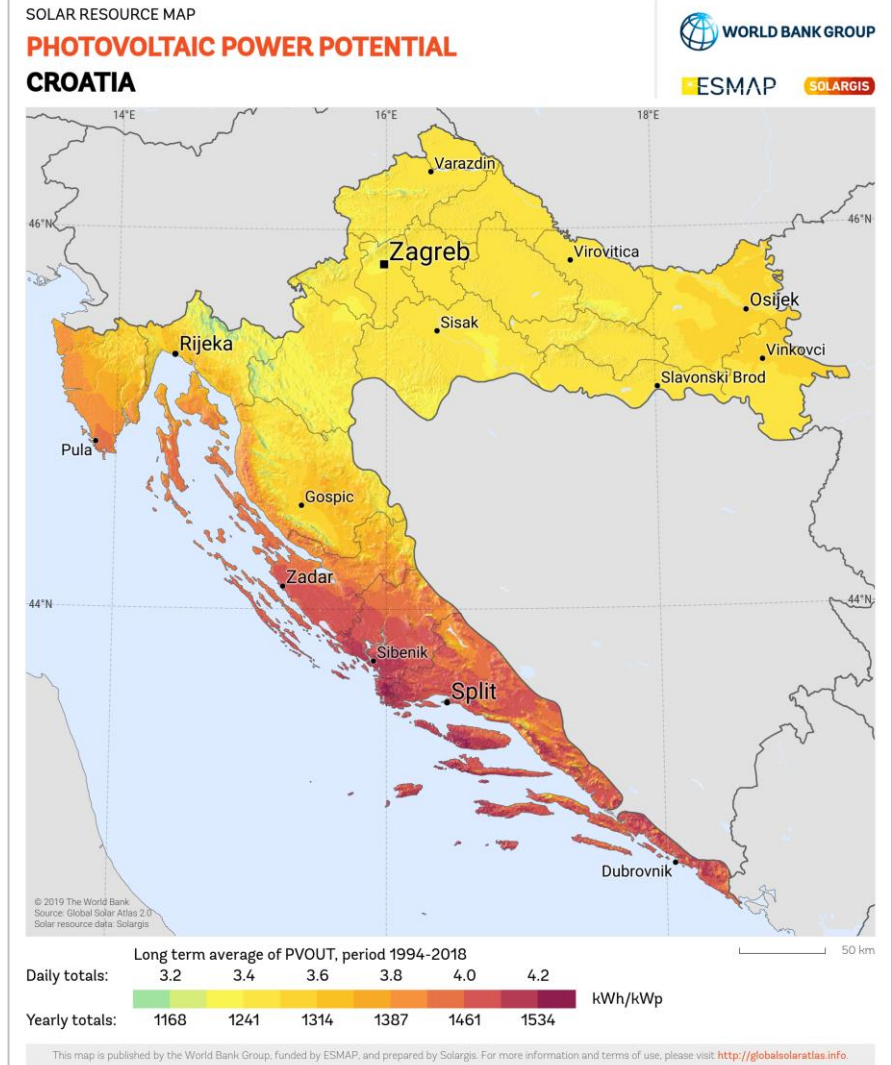 SOLAR RESOURCE MAP
PHOTOVOLTAIC POWER POTENTIAL
CROATIA
WORLD BANK GROUP
ESMAP
SOLARGIS
14°E 16°E 18°E
Varazdin
46°N 46°N
Zagreb
Virovitica
Osijek
Sisak
Rijeka
Vinkovci
Slavonski Brod
Pula
Gospic
Zadar
44°N 44°N
Sibenik
Split
Dubrovnik
© 2019 The World Bank
Source: Global Solar Atlas 2.0
Solar resource data: Solargis
Long term average of PVOUT, period 1994-2018
50 km
Daily totals: 3.2 3.4 3.6 3.8 4.0 4.2
kWh/kWp
Yearly totals: 1168 1241 1314 1387 1461 1534
This map is published by the World Bank Group, funded by ESMAP, and prepared by Solargis. For more information and terms of use, please visit http://globalsolaratlas.info.